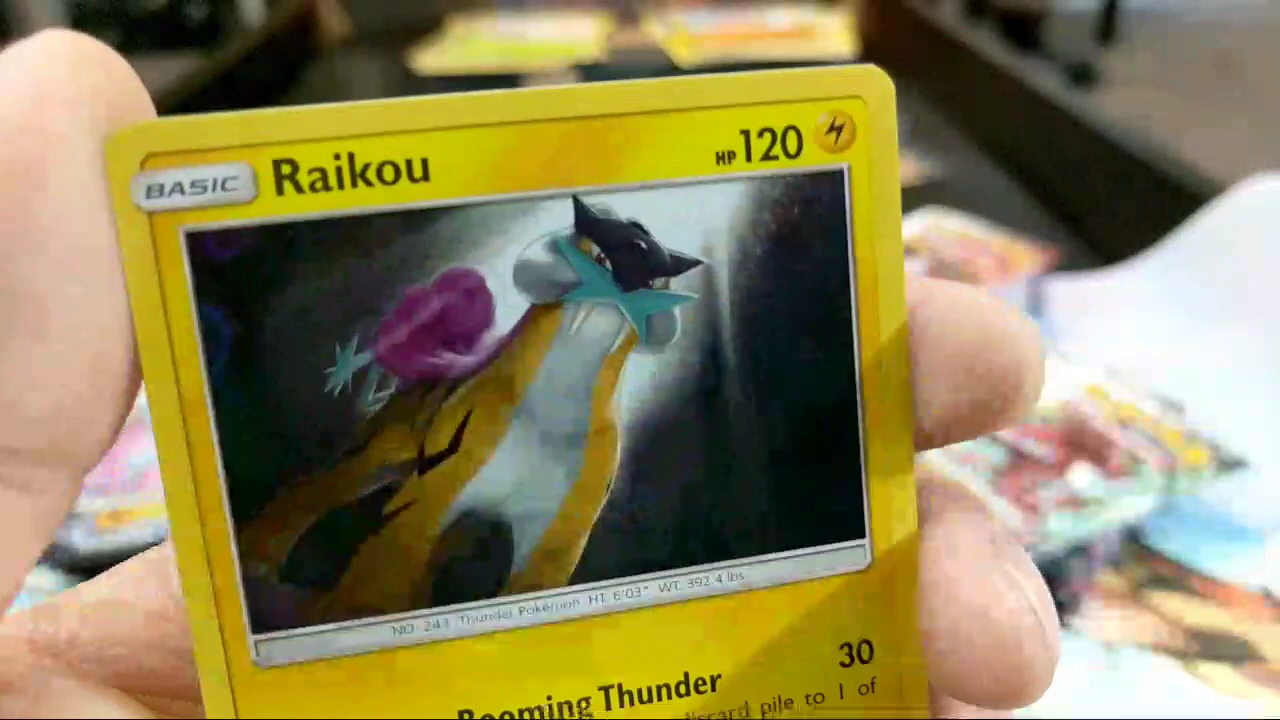 BASIC Raikou HP 120
NO. 243 Thunder Pokémon HT: 6'03" WT: 392.4 lbs
Booming Thunder 30
discard pile to 1 of